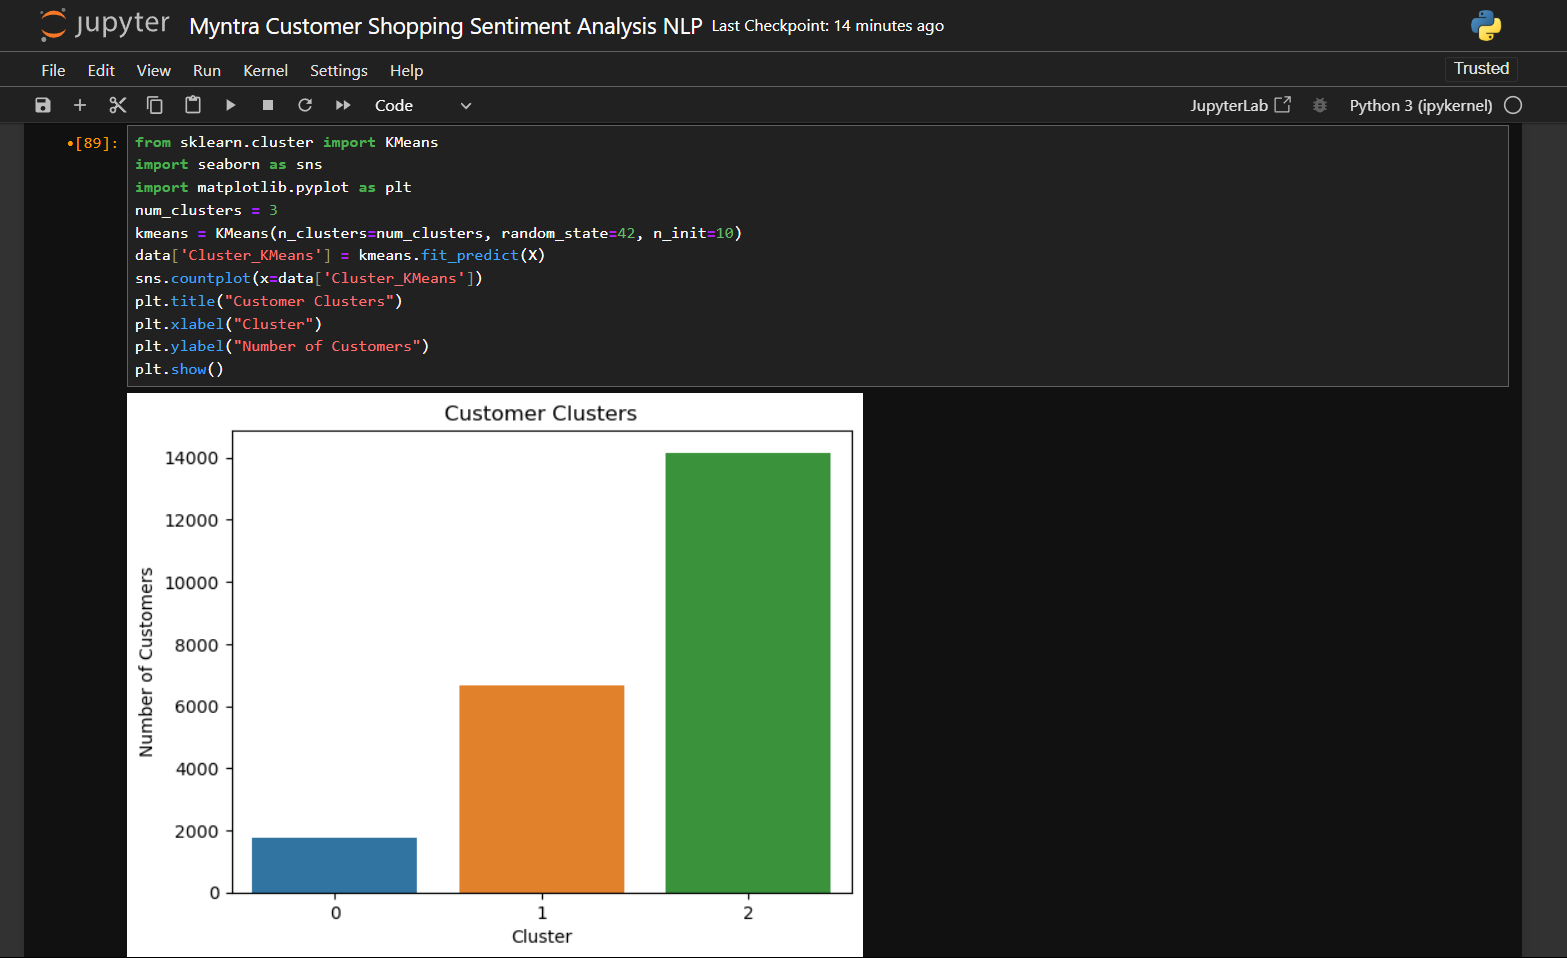 jupyter Myntra Customer Shopping Sentiment Analysis NLP Last Checkpoint: 14 minutes ago
File Edit View Run Kernel Settings Help Trusted
Code JupyterLab Python 3 (ipykernel)
•[89]:
from sklearn.cluster import KMeans
import seaborn as sns
import matplotlib.pyplot as plt
num_clusters = 3
kmeans = KMeans(n_clusters=num_clusters, random_state=42, n_init=10)
data['Cluster_KMeans'] = kmeans.fit_predict(X)
sns.countplot(x=data['Cluster_KMeans'])
plt.title("Customer Clusters")
plt.xlabel("Cluster")
plt.ylabel("Number of Customers")
plt.show()
Customer Clusters
Number of Customers
14000
12000
10000
8000
6000
4000
2000
0
0 1 2
Cluster